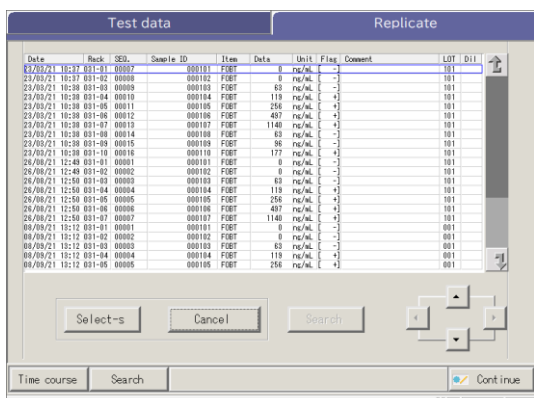 Test data
Replicate
Date Rack SEQ. Sample ID Item Data Unit Flag Comment LOT Dil
23/03/21 10:37 031-01 00007 000101 FOBT 0 ng/mL [ -] 101
23/03/21 10:37 031-02 00008 000102 FOBT 0 ng/mL [ -] 101
23/03/21 10:38 031-03 00009 000103 FOBT 63 ng/mL [ -] 101
23/03/21 10:38 031-04 00010 000104 FOBT 119 ng/mL [ +] 101
23/03/21 10:38 031-05 00011 000105 FOBT 256 ng/mL [ +] 101
23/03/21 10:38 031-06 00012 000106 FOBT 497 ng/mL [ +] 101
23/03/21 10:38 031-07 00013 000107 FOBT 1140 ng/mL [ +] 101
23/03/21 10:38 031-08 00014 000108 FOBT 63 ng/mL [ -] 101
23/03/21 10:38 031-09 00015 000109 FOBT 96 ng/mL [ -] 101
23/03/21 10:38 031-10 00016 000110 FOBT 177 ng/mL [ +] 101
26/08/21 12:49 031-01 00001 000101 FOBT 0 ng/mL [ -] 101
26/08/21 12:49 031-02 00002 000102 FOBT 0 ng/mL [ -] 101
26/08/21 12:50 031-03 00003 000103 FOBT 63 ng/mL [ -] 101
26/08/21 12:50 031-04 00004 000104 FOBT 119 ng/mL [ +] 101
26/08/21 12:50 031-05 00005 000105 FOBT 256 ng/mL [ +] 101
26/08/21 12:50 031-06 00006 000106 FOBT 497 ng/mL [ +] 101
26/08/21 12:50 031-07 00007 000107 FOBT 1140 ng/mL [ +] 101
08/09/21 13:12 031-01 00001 000101 FOBT 0 ng/mL [ -] 001
08/09/21 13:12 031-02 00002 000102 FOBT 0 ng/mL [ -] 001
08/09/21 13:12 031-03 00003 000103 FOBT 63 ng/mL [ -] 001
08/09/21 13:12 031-04 00004 000104 FOBT 119 ng/mL [ +] 001
08/09/21 13:12 031-05 00005 000105 FOBT 256 ng/mL [ +] 001
Select-s
Cancel
Search
Time course
Search
Continue